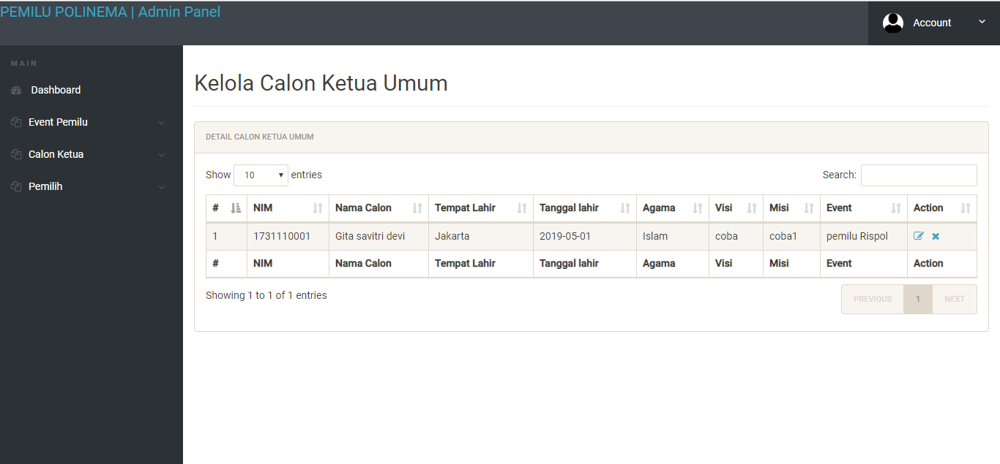 PEMILU POLINEMA | Admin Panel
Account
MAIN
Dashboard
Event Pemilu
Calon Ketua
Pemilih
Kelola Calon Ketua Umum
DETAIL CALON KETUA UMUM
Show 10 entries
Search:
# NIM Nama Calon Tempat Lahir Tanggal lahir Agama Visi Misi Event Action
1 1731110001 Gita savitri devi Jakarta 2019-05-01 Islam coba coba1 pemilu Rispol
# NIM Nama Calon Tempat Lahir Tanggal lahir Agama Visi Misi Event Action
Showing 1 to 1 of 1 entries
PREVIOUS 1 NEXT